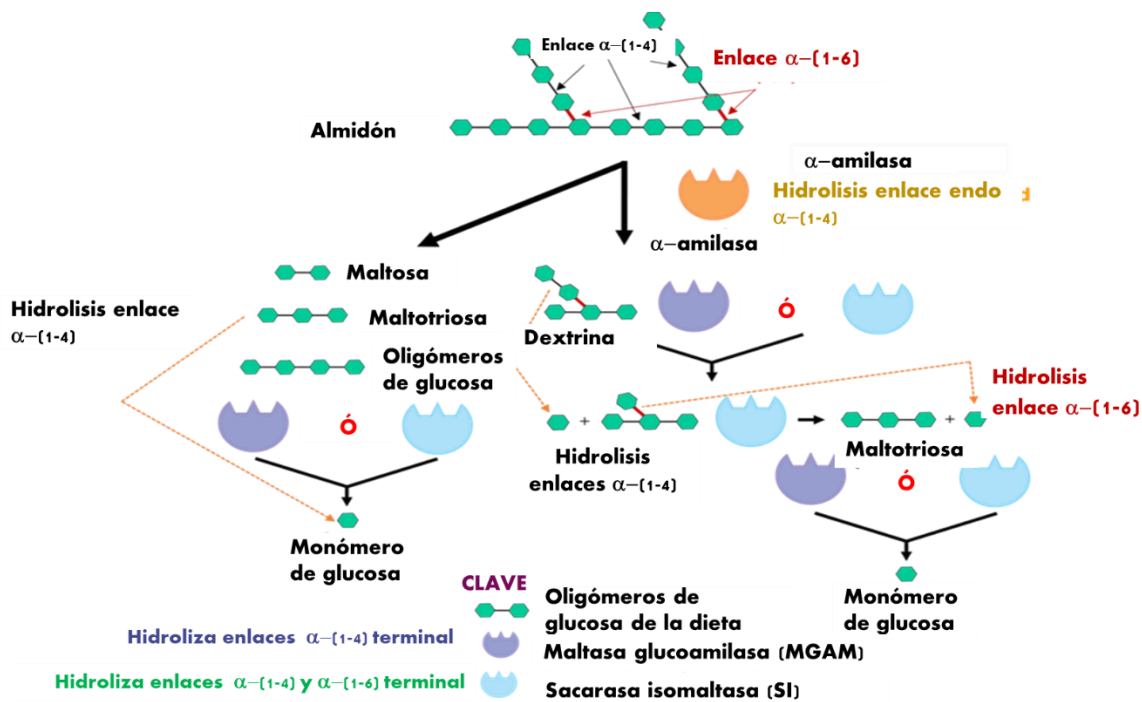 Enlace α–(1-4)
Enlace α–(1-6)
Almidón
α–amilasa
Hidrolisis enlace endo
α–(1-4)
α–amilasa
Maltosa
Hidrolisis enlace
α–(1-4)
Maltotriosa
Oligómeros
de glucosa
Ó
Dextrina
Ó
Hidrolisis
enlace α–(1-6)
+
Hidrolisis
enlaces α–(1-4)
+
Maltotriosa
Ó
Monómero
de glucosa
Monómero
de glucosa
CLAVE
Oligómeros de
glucosa de la dieta
Hidroliza enlaces α–(1-4) terminal
Maltasa glucoamilasa (MGAM)
Hidroliza enlaces α–(1-4) y α–(1-6) terminal
Sacarasa isomaltasa (SI)